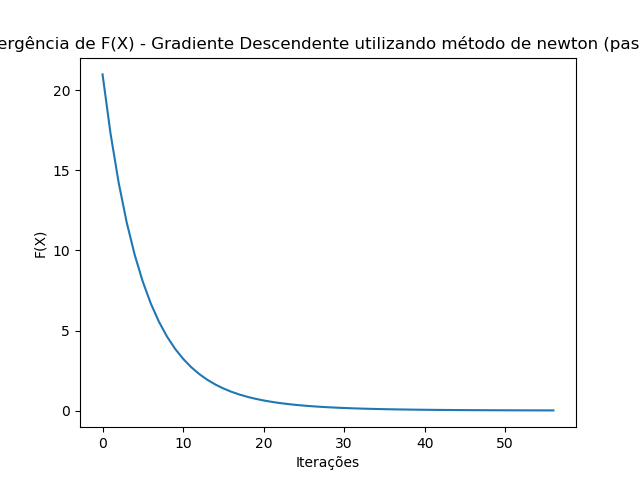 ergência de F(X) - Gradiente Descendente utilizando método de newton (pas
20
15
10
5
0
F(X)
0 10 20 30 40 50
Iterações